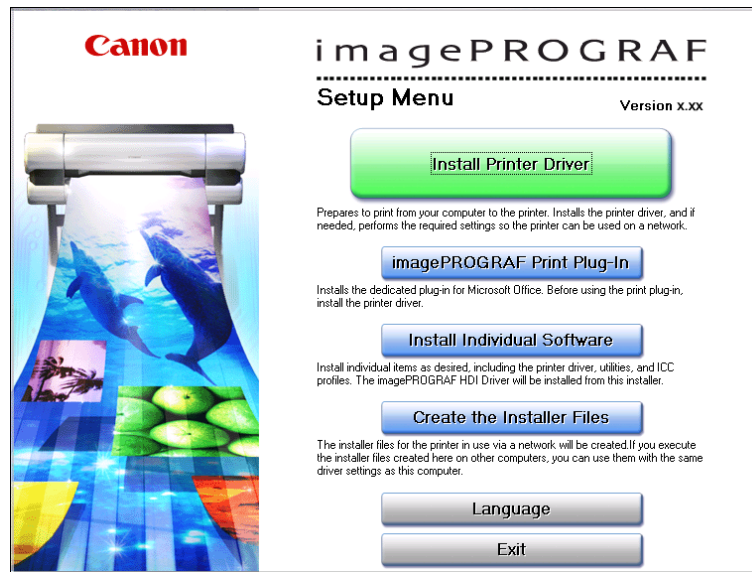 Canon
imagePROGRAF
Setup Menu
Version x.xx
Install Printer Driver
Prepares to print from your computer to the printer. Installs the printer driver, and if
needed, performs the required settings so the printer can be used on a network.
imagePROGRAF Print Plug-In
Installs the dedicated plug-in for Microsoft Office. Before using the print plug-in,
install the printer driver.
Install Individual Software
Install individual items as desired, including the printer driver, utilities, and ICC
profiles. The imagePROGRAF HDI Driver will be installed from this installer.
Create the Installer Files
The installer files for the printer in use via a network will be created.If you execute
the installer files created here on other computers, you can use them with the same
driver settings as this computer.
Language
Exit